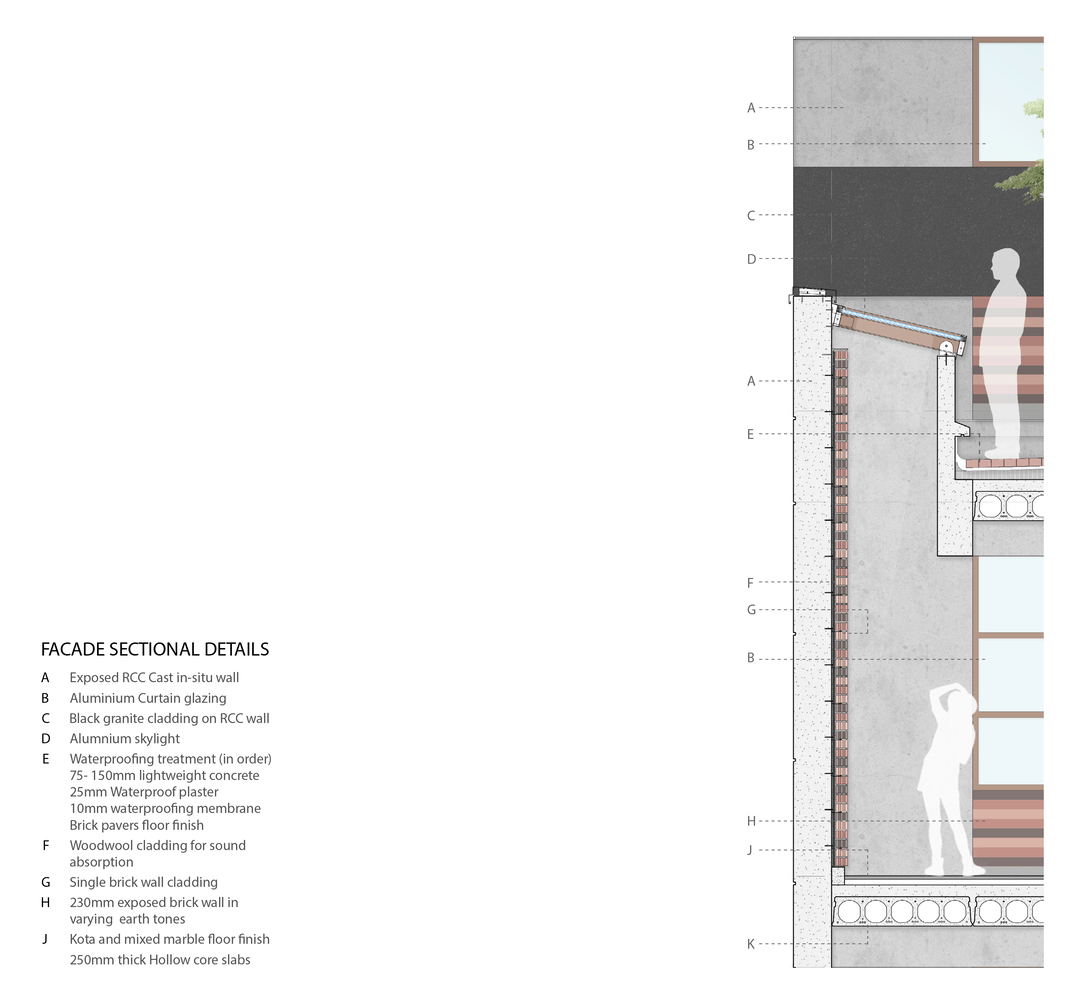 A
B
C
D
A
E
F
G
B
H
J
K
FACADE SECTIONAL DETAILS
A Exposed RCC Cast in-situ wall
B Aluminium Curtain glazing
C Black granite cladding on RCC wall
D Alumnium skylight
E Waterproofing treatment (in order)
75- 150mm lightweight concrete
25mm Waterproof plaster
10mm waterproofing membrane
Brick pavers floor finish
F Woodwool cladding for sound
absorption
G Single brick wall cladding
H 230mm exposed brick wall in
varying earth tones
J Kota and mixed marble floor finish
250mm thick Hollow core slabs